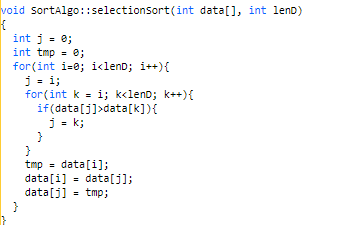 void SortAlgo::selectionSort(int data[], int lenD)
{
  int j = 0;
  int tmp = 0;
  for(int i=0; i<lenD; i++){
    j = i;
    for(int k = i; k<lenD; k++){
      if(data[j]>data[k]){
        j = k;
      }
    }
    tmp = data[i];
    data[i] = data[j];
    data[j] = tmp;
  }
}